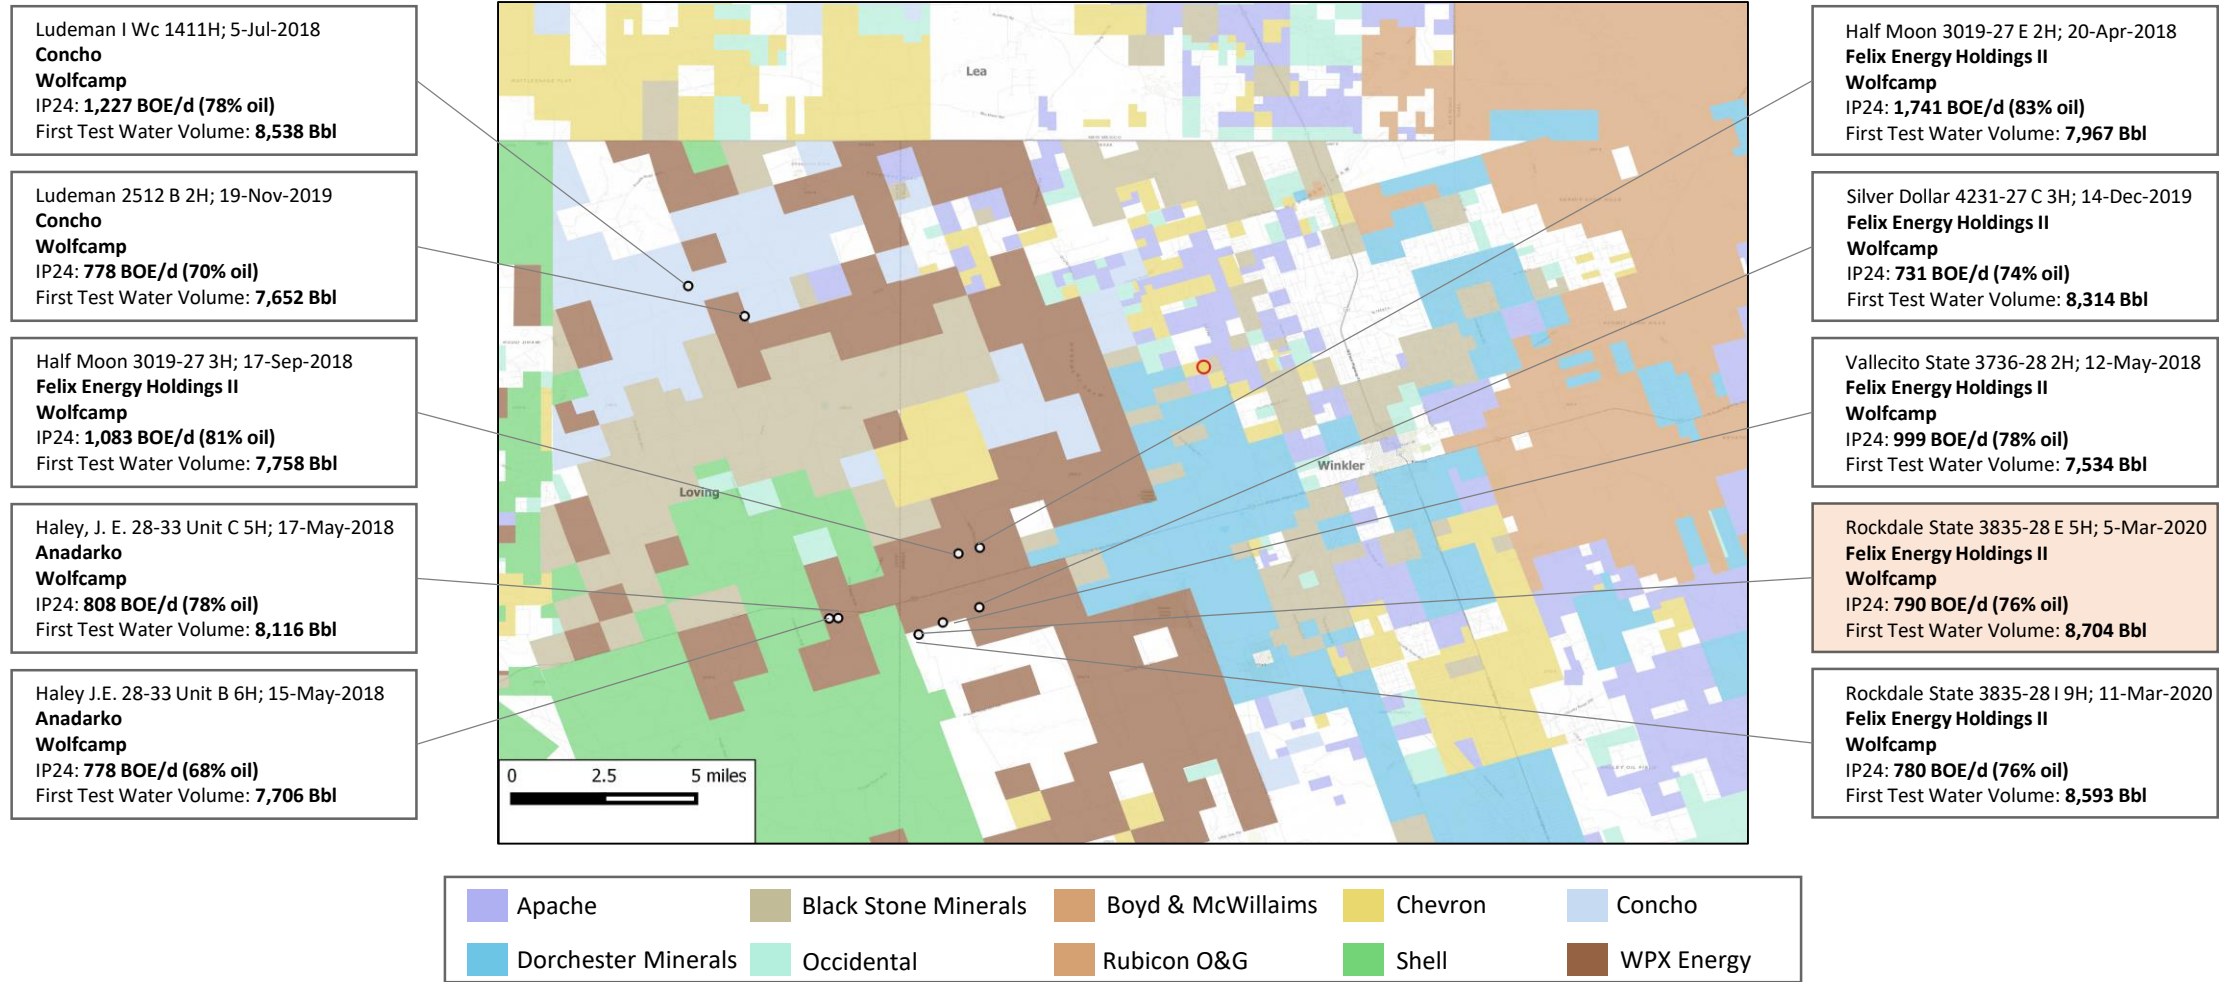 Ludeman I Wc 1411H; 5-Jul-2018
Concho
Wolfcamp
IP24: 1,227 BOE/d (78% oil)
First Test Water Volume: 8,538 Bbl
Ludeman 2512 B 2H; 19-Nov-2019
Concho
Wolfcamp
IP24: 778 BOE/d (70% oil)
First Test Water Volume: 7,652 Bbl
Half Moon 3019-27 3H; 17-Sep-2018
Felix Energy Holdings II
Wolfcamp
IP24: 1,083 BOE/d (81% oil)
First Test Water Volume: 7,758 Bbl
Haley, J. E. 28-33 Unit C 5H; 17-May-2018
Anadarko
Wolfcamp
IP24: 808 BOE/d (78% oil)
First Test Water Volume: 8,116 Bbl
Haley J.E. 28-33 Unit B 6H; 15-May-2018
Anadarko
Wolfcamp
IP24: 778 BOE/d (68% oil)
First Test Water Volume: 7,706 Bbl
Lea
Loving
Winkler
0 2.5 5 miles
Half Moon 3019-27 E 2H; 20-Apr-2018
Felix Energy Holdings II
Wolfcamp
IP24: 1,741 BOE/d (83% oil)
First Test Water Volume: 7,967 Bbl
Silver Dollar 4231-27 C 3H; 14-Dec-2019
Felix Energy Holdings II
Wolfcamp
IP24: 731 BOE/d (74% oil)
First Test Water Volume: 8,314 Bbl
Vallecito State 3736-28 2H; 12-May-2018
Felix Energy Holdings II
Wolfcamp
IP24: 999 BOE/d (78% oil)
First Test Water Volume: 7,534 Bbl
Rockdale State 3835-28 E 5H; 5-Mar-2020
Felix Energy Holdings II
Wolfcamp
IP24: 790 BOE/d (76% oil)
First Test Water Volume: 8,704 Bbl
Rockdale State 3835-28 I 9H; 11-Mar-2020
Felix Energy Holdings II
Wolfcamp
IP24: 780 BOE/d (76% oil)
First Test Water Volume: 8,593 Bbl
Apache
Black Stone Minerals
Boyd & McWillaims
Chevron
Concho
Dorchester Minerals
Occidental
Rubicon O&G
Shell
WPX Energy